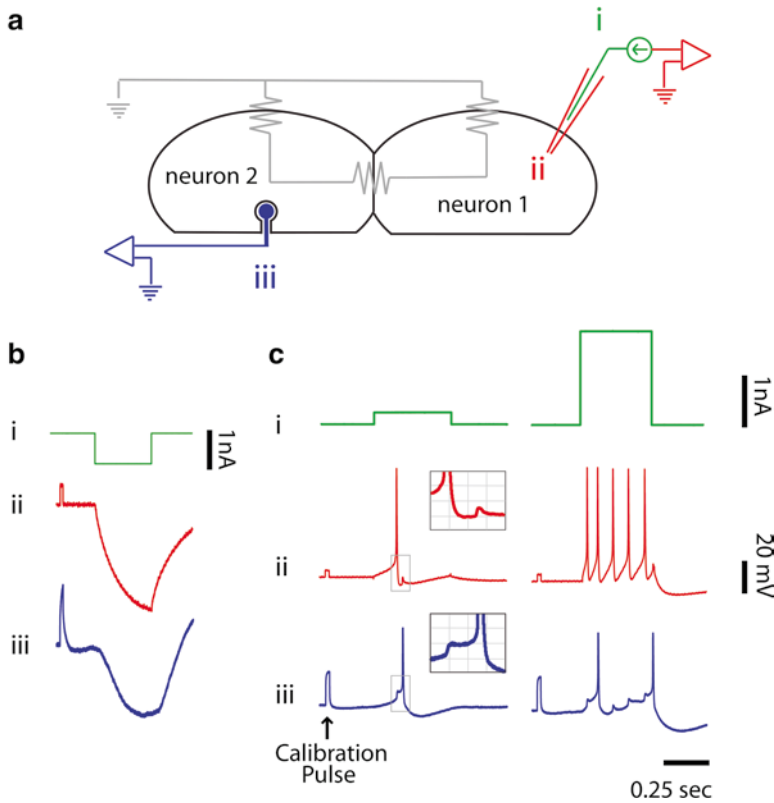 a
i
ii
neuron 2
neuron 1
iii
b
c
i
1nA
i
1nA
ii
ii
20 mV
iii
iii
Calibration
Pulse
0.25 sec